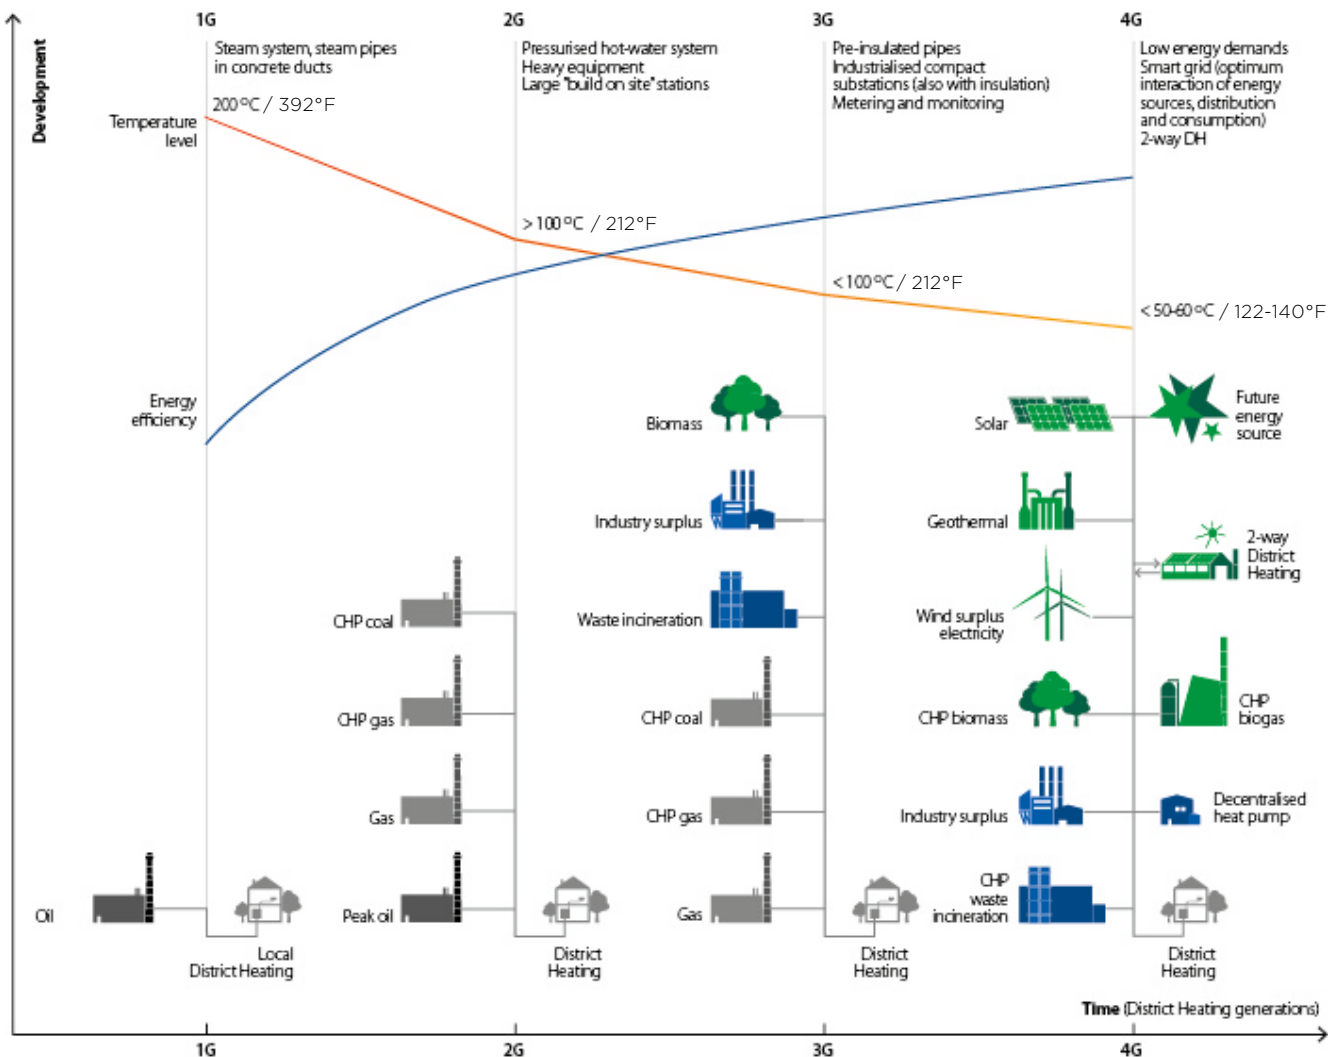 1G
2G
3G
4G
Development
Steam system, steam pipes
in concrete ducts
Pressurised hot-water system
Heavy equipment
Large "build on site" stations
Pre-insulated pipes
Industrialised compact
substations (also with insulation)
Metering and monitoring
Low energy demands
Smart grid (optimum
interaction of energy
sources, distribution
and consumption)
2-way DH
200 °C / 392°F
Temperature
level
> 100 °C / 212°F
< 100 °C / 212°F
< 50-60 °C / 122-140°F
Energy
efficiency
Biomass
Solar
Future
energy
source
Industry surplus
Geothermal
2-way
District
Heating
CHP coal
Waste incineration
Wind surplus
electricity
CHP gas
CHP coal
CHP biomass
CHP
biogas
Gas
CHP gas
Industry surplus
Decentralised
heat pump
Oil
Peak oil
Gas
CHP
waste
incineration
Local
District Heating
District
Heating
District
Heating
District
Heating
Time (District Heating generations)
1G
2G
3G
4G